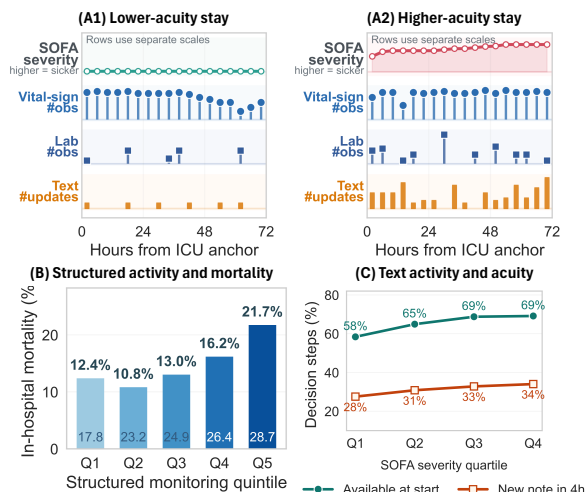 (A1) Lower-acuity stay
Rows use separate scales
SOFA
severity
higher = sicker
Vital-sign
#obs
Lab
#obs
Text
#updates
0 24 48 72
Hours from ICU anchor
(A2) Higher-acuity stay
Rows use separate scales
SOFA
severity
higher = sicker
Vital-sign
#obs
Lab
#obs
Text
#updates
0 24 48 72
Hours from ICU anchor
(B) Structured activity and mortality
In-hospital mortality (%
20
10
0
12.4% 10.8% 13.0% 16.2% 21.7%
17.8 23.2 24.9 26.4 28.7
Q1 Q2 Q3 Q4 Q5
Structured monitoring quintile
(C) Text activity and acuity
Decision steps (%)
80
60
40
20
58% 65% 69% 69%
28% 31% 33% 34%
Q1 Q2 Q3 Q4
SOFA severity quartile
Available at start New note in 4h